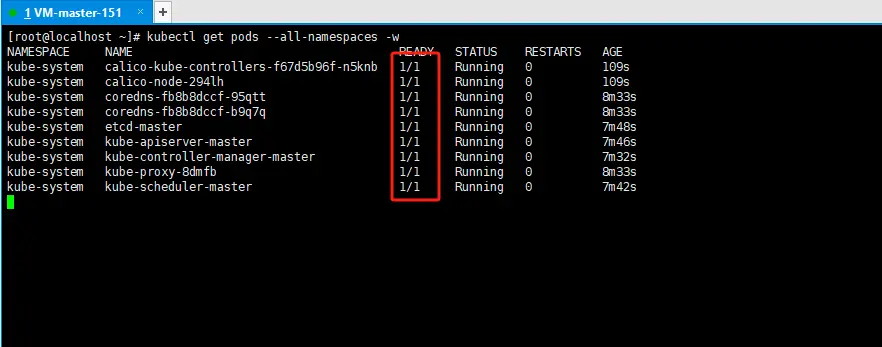 1 VM-master-151 × +
[root@localhost ~]# kubectl get pods --all-namespaces -w
NAMESPACE NAME READY STATUS RESTARTS AGE
kube-system calico-kube-controllers-f67d5b96f-n5knb 1/1 Running 0 109s
kube-system calico-node-294lh 1/1 Running 0 109s
kube-system coredns-fb8b8dccf-95qtt 1/1 Running 0 8m33s
kube-system coredns-fb8b8dccf-b9q7q 1/1 Running 0 8m33s
kube-system etcd-master 1/1 Running 0 7m48s
kube-system kube-apiserver-master 1/1 Running 0 7m46s
kube-system kube-controller-manager-master 1/1 Running 0 7m32s
kube-system kube-proxy-8dmfb 1/1 Running 0 8m33s
kube-system kube-scheduler-master 1/1 Running 0 7m42s